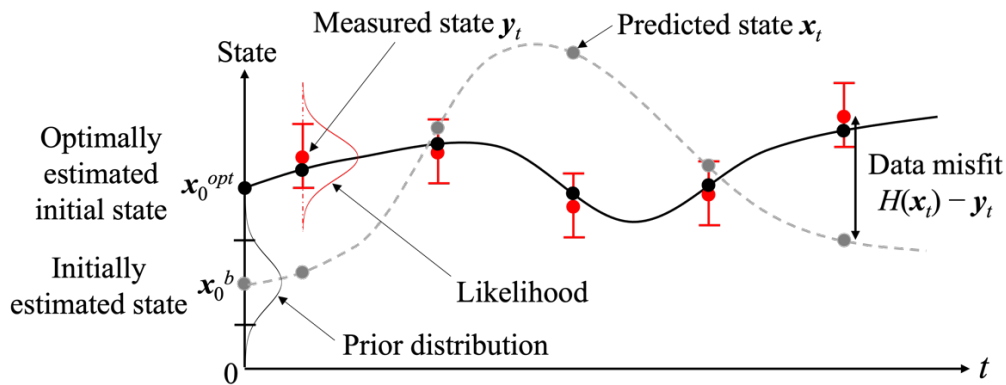 Measured state y_t
Predicted state x_t
State
Optimally
estimated
initial state
x_0^opt
Data misfit
H(x_t) − y_t
Initially
estimated state
x_0^b
Likelihood
Prior distribution
0
t